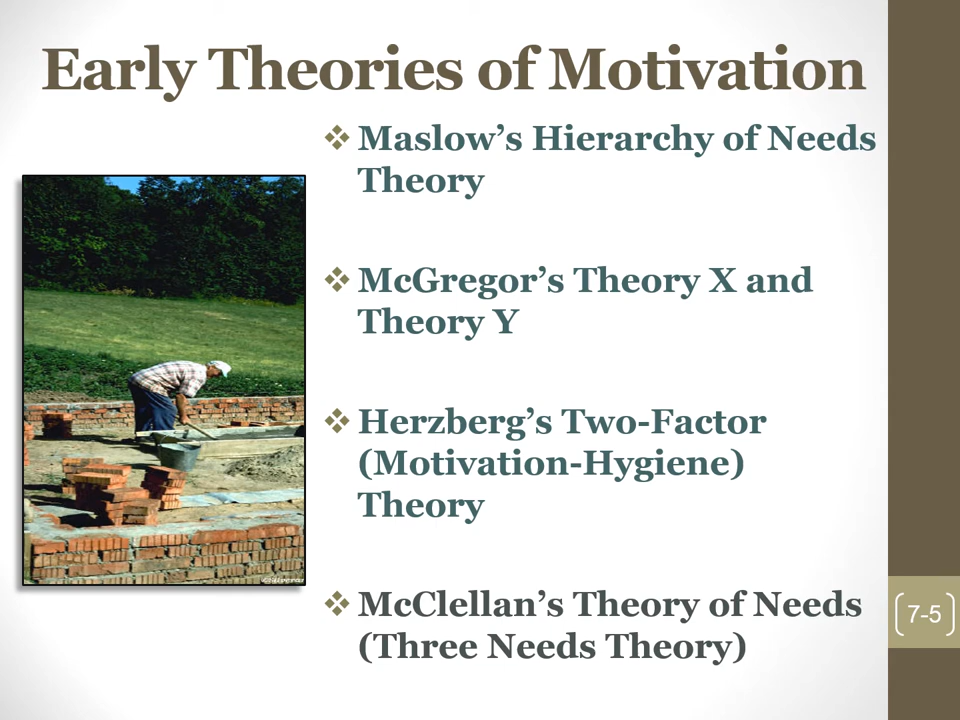 Early Theories of Motivation
❖ Maslow's Hierarchy of Needs
Theory
❖ McGregor's Theory X and
Theory Y
❖ Herzberg's Two-Factor
(Motivation-Hygiene)
Theory
❖ McClellan's Theory of Needs
(Three Needs Theory)
7-5